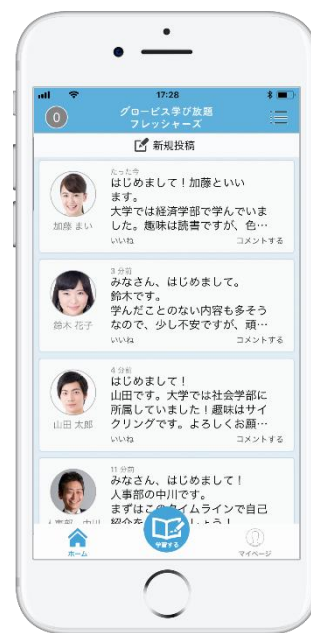 17:28
0
グロービス学び放題
フレッシャーズ
新規投稿
たった今
はじめまして！加藤といい
ます。
大学では経済学部で学んでいま
した。趣味は読書ですが、色…
加藤 まい
いいね
コメントする
3 分前
みなさん、はじめまして。
鈴木です。
学んだことのない内容も多そう
なので、少し不安ですが、頑…
鈴木 花子
いいね
コメントする
4 分前
はじめまして！
山田です。大学では社会学部に
所属していました！趣味はサイ
クリングです。よろしくお願…
山田 太郎
いいね
コメントする
11 分前
みなさん、はじめまして！
人事部の中川です。
まずはこのタイムラインで自己
紹介を
しょう！
人事部 中川
ホーム
学習する
マイページ